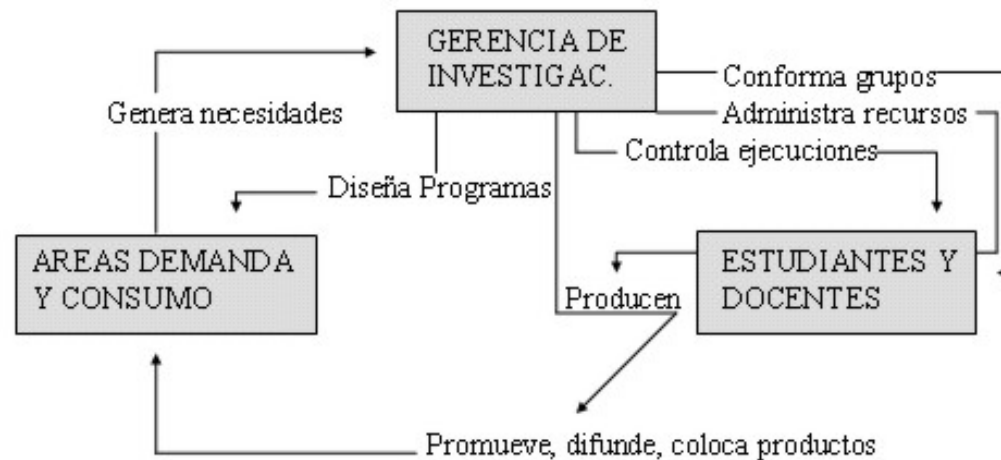 GERENCIA DE
INVESTIGAC.
Conforma grupos
Genera necesidades
Administra recursos
Controla ejecuciones
Diseña Programas
AREAS DEMANDA
Y CONSUMO
ESTUDIANTES Y
DOCENTES
Producen
Promueve, difunde, coloca productos